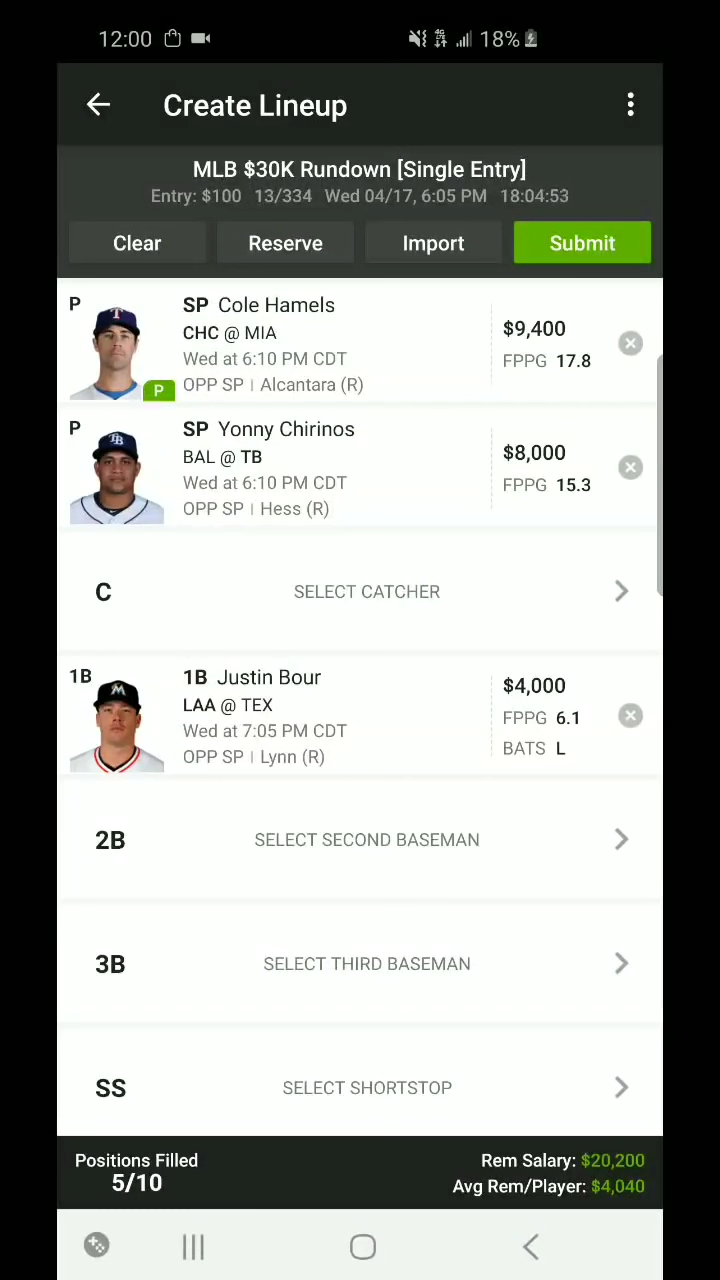 12:00 18%
Create Lineup
MLB $30K Rundown [Single Entry]
Entry: $100 13/334 Wed 04/17, 6:05 PM 18:04:53
Clear Reserve Import Submit
P SP Cole Hamels
CHC @ MIA $9,400
Wed at 6:10 PM CDT FPPG 17.8
P OPP SP | Alcantara (R)
P SP Yonny Chirinos
BAL @ TB $8,000
Wed at 6:10 PM CDT FPPG 15.3
OPP SP | Hess (R)
C SELECT CATCHER
1B 1B Justin Bour
LAA @ TEX $4,000
Wed at 7:05 PM CDT FPPG 6.1
OPP SP | Lynn (R) BATS L
2B SELECT SECOND BASEMAN
3B SELECT THIRD BASEMAN
SS SELECT SHORTSTOP
Positions Filled Rem Salary: $20,200
5/10 Avg Rem/Player: $4,040